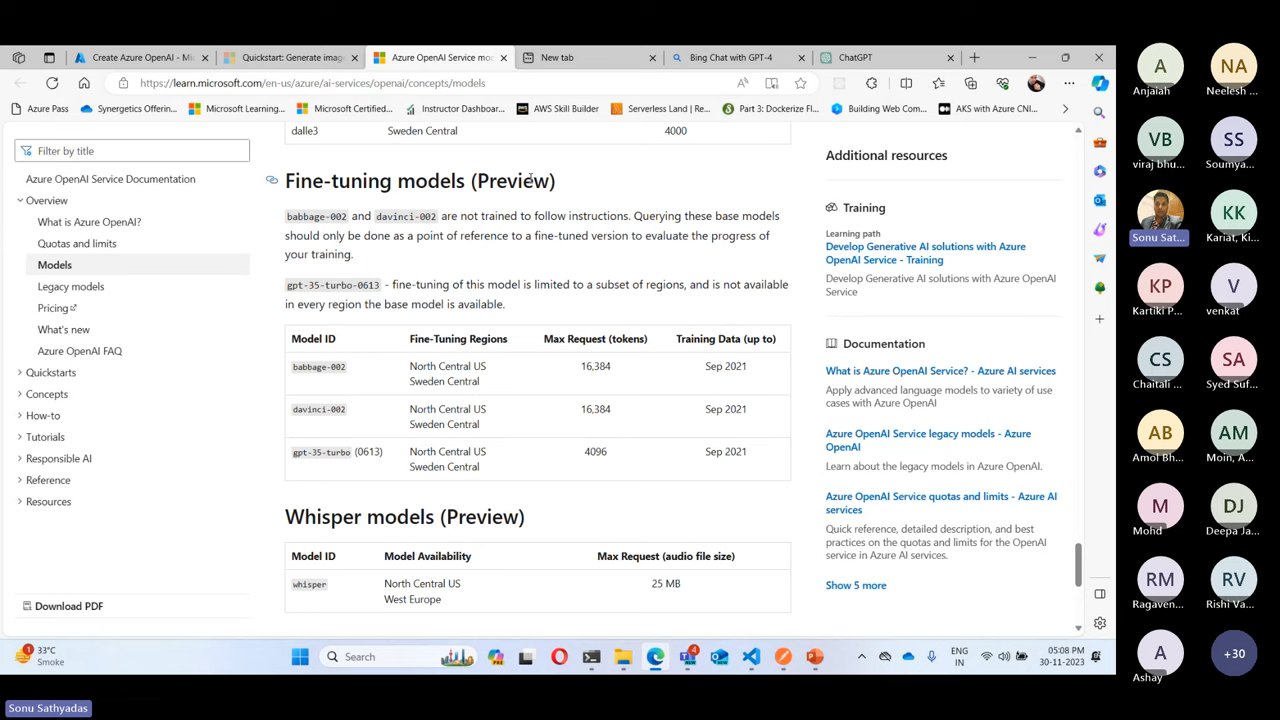 Create Azure OpenAI - Mi
Quickstart: Generate imag
Azure OpenAI Service mo
New tab
Bing Chat with GPT-4
ChatGPT
https://learn.microsoft.com/en-us/azure/ai-services/openai/concepts/models
Azure Pass
Synergetics Offering...
Microsoft Learning...
Microsoft Certified...
Instructor Dashboar...
AWS Skill Builder
Serverless Land | Re...
Part 3: Dockerize Fl...
Building Web Com...
AKS with Azure CNI...
Filter by title
Azure OpenAI Service Documentation
Overview
What is Azure OpenAI?
Quotas and limits
Models
Legacy models
Pricing
What's new
Azure OpenAI FAQ
Quickstarts
Concepts
How-to
Tutorials
Responsible AI
Reference
Resources
Download PDF
dalle3 Sweden Central 4000
Fine-tuning models (Preview)
babbage-002 and davinci-002 are not trained to follow instructions. Querying these base models
should only be done as a point of reference to a fine-tuned version to evaluate the progress of
your training.
gpt-35-turbo-0613 - fine-tuning of this model is limited to a subset of regions, and is not available
in every region the base model is available.
Model ID Fine-Tuning Regions Max Request (tokens) Training Data (up to)
babbage-002 North Central US 16,384 Sep 2021
Sweden Central
davinci-002 North Central US 16,384 Sep 2021
Sweden Central
gpt-35-turbo (0613) North Central US 4096 Sep 2021
Sweden Central
Whisper models (Preview)
Model ID Model Availability Max Request (audio file size)
whisper North Central US 25 MB
West Europe
Additional resources
Training
Learning path
Develop Generative AI solutions with Azure
OpenAI Service - Training
Develop Generative AI solutions with Azure OpenAI
Service
Documentation
What is Azure OpenAI Service? - Azure AI services
Apply advanced language models to variety of use
cases with Azure OpenAI
Azure OpenAI Service legacy models - Azure
OpenAI
Learn about the legacy models in Azure OpenAI.
Azure OpenAI Service quotas and limits - Azure AI
services
Quick reference, detailed description, and best
practices on the quotas and limits for the OpenAI
service in Azure AI services.
Show 5 more
1
33°C
Smoke
Search
PRE
4
ENG
IN
05:08 PM
30-11-2023
Sonu Sathyadas
A
Anjaiah
NA
Neelesh ...
VB
viraj bhu...
SS
Soumya...
Sonu Sat...
KK
Kariat, Ki...
KP
Kartiki P...
V
venkat
CS
Chaitali ...
SA
Syed Suf...
AB
Amol Bh...
AM
Moin, A...
M
Mohd
DJ
Deepa Ja...
RM
Ragaven...
RV
Rishi Va...
A
Ashay
+30